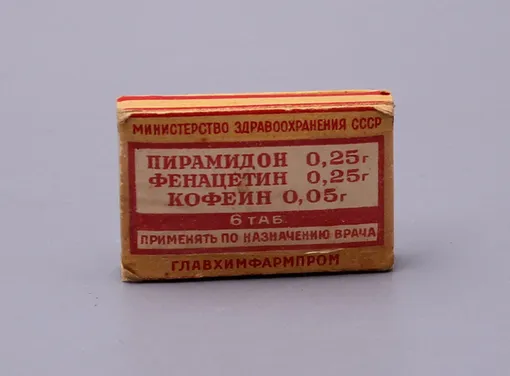 МИНИСТЕРСТВО ЗДРАВООХРАНЕНИЯ СССР
ПИРАМИДОН 0,25г
ФЕНАЦЕТИН 0,25г
КОФЕИН 0,05г
6 ТАБ.
ПРИМЕНЯТЬ ПО НАЗНАЧЕНИЮ ВРАЧА
ГЛАВХИМФАРМПРОМ